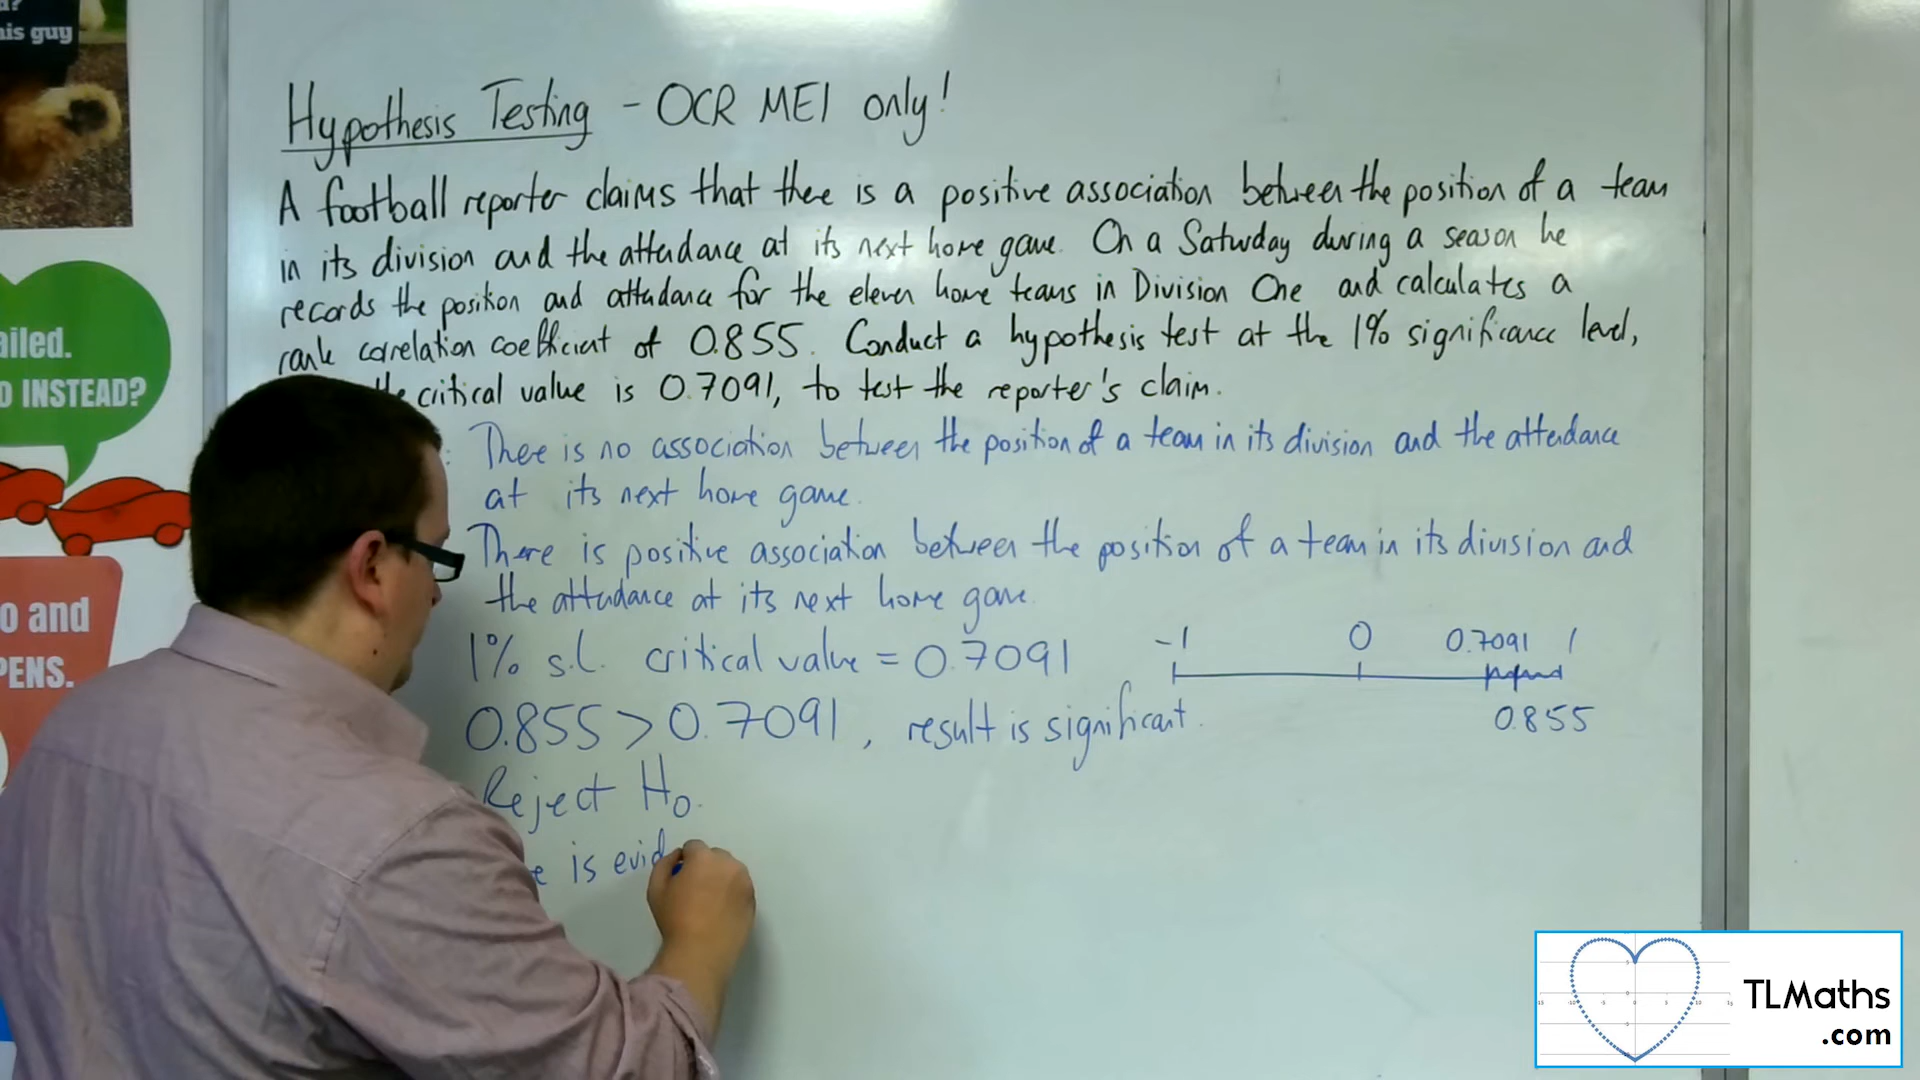 his guy
ailed.
O INSTEAD?
o and
PENS.
Hypothesis Testing - OCR MEI only!
A football reporter claims that there is a positive association between the position of a team
in its division and the attendance at its next home game. On a Saturday during a season he
records the position and attendance for the eleven home teams in Division One and calculates a
rank correlation coefficient of 0.855. Conduct a hypothesis test at the 1% significance level,
critical value is 0.7091, to test the reporter's claim.
: There is no association between the position of a team in its division and the attendance
at its next home game.
There is positive association between the position of a team in its division and
the attendance at its next home game.
1% s.l. critical value = 0.7091
-1 0 0.7091 1
0.855 > 0.7091, result is significant.
0.855
Reject H₀.
e is evid
TLMaths
.com